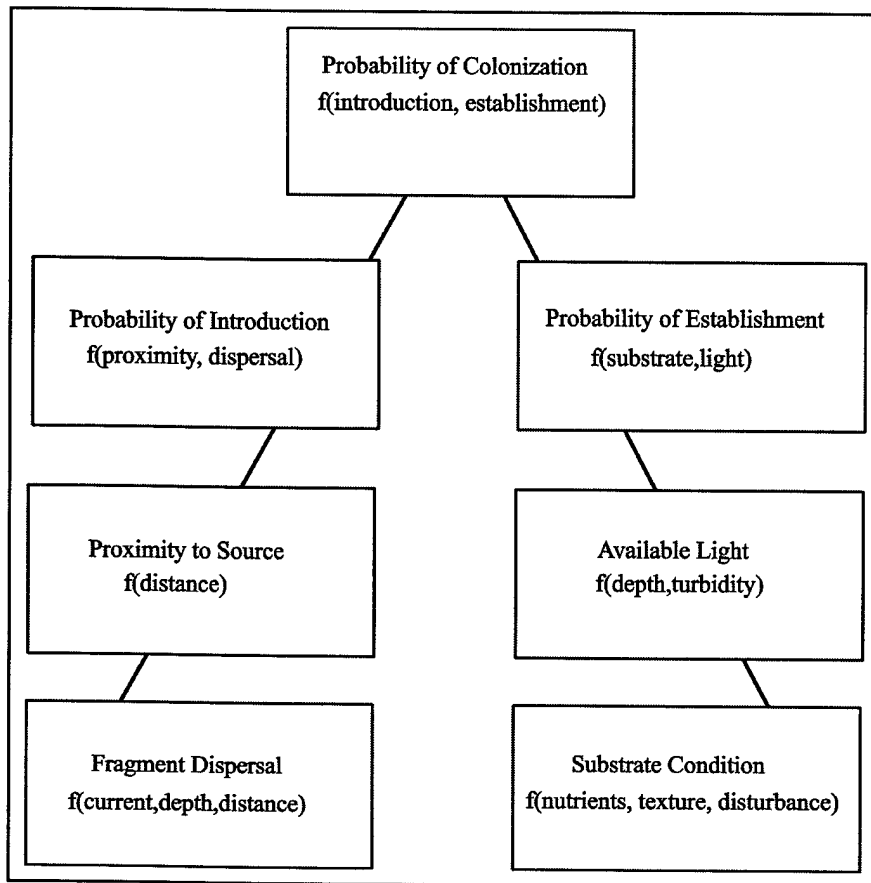 Probability of Colonization
f(introduction, establishment)
Probability of Introduction
f(proximity, dispersal)
Probability of Establishment
f(substrate,light)
Proximity to Source
f(distance)
Available Light
f(depth,turbidity)
Fragment Dispersal
f(current,depth,distance)
Substrate Condition
f(nutrients, texture, disturbance)